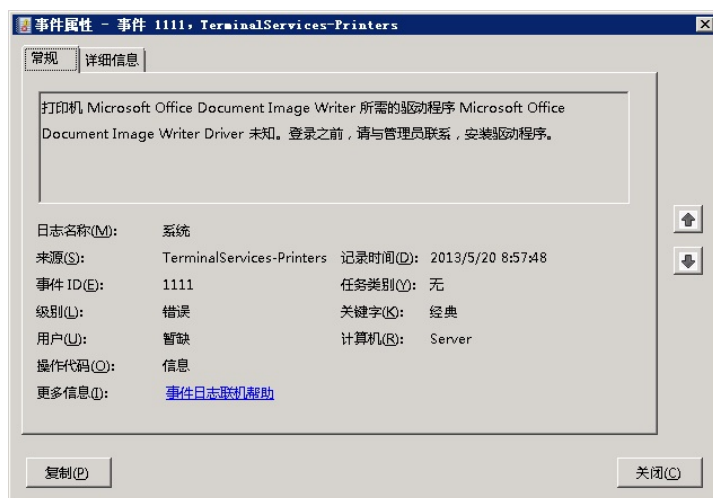 事件属性 - 事件 1111，TerminalServices-Printers
常规 详细信息
打印机 Microsoft Office Document Image Writer 所需的驱动程序 Microsoft Office
Document Image Writer Driver 未知。登录之前，请与管理员联系，安装驱动程序。
日志名称(M): 系统
来源(S): TerminalServices-Printers 记录时间(D): 2013/5/20 8:57:48
事件 ID(E): 1111 任务类别(Y): 无
级别(L): 错误 关键字(K): 经典
用户(U): 暂缺 计算机(R): Server
操作代码(O): 信息
更多信息(I): 事件日志联机帮助
复制(P) 关闭(C)